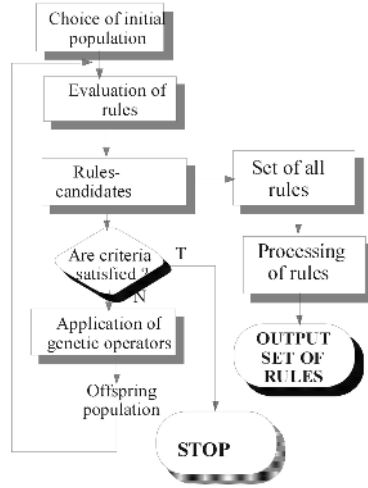 Choice of initial
population
Evaluation of
rules
Rules-
candidates
Set of all
rules
Are criteria
satisfied ?
T
N
Processing
of rules
Application of
genetic operators
OUTPUT
SET OF
RULES
Offspring
population
STOP